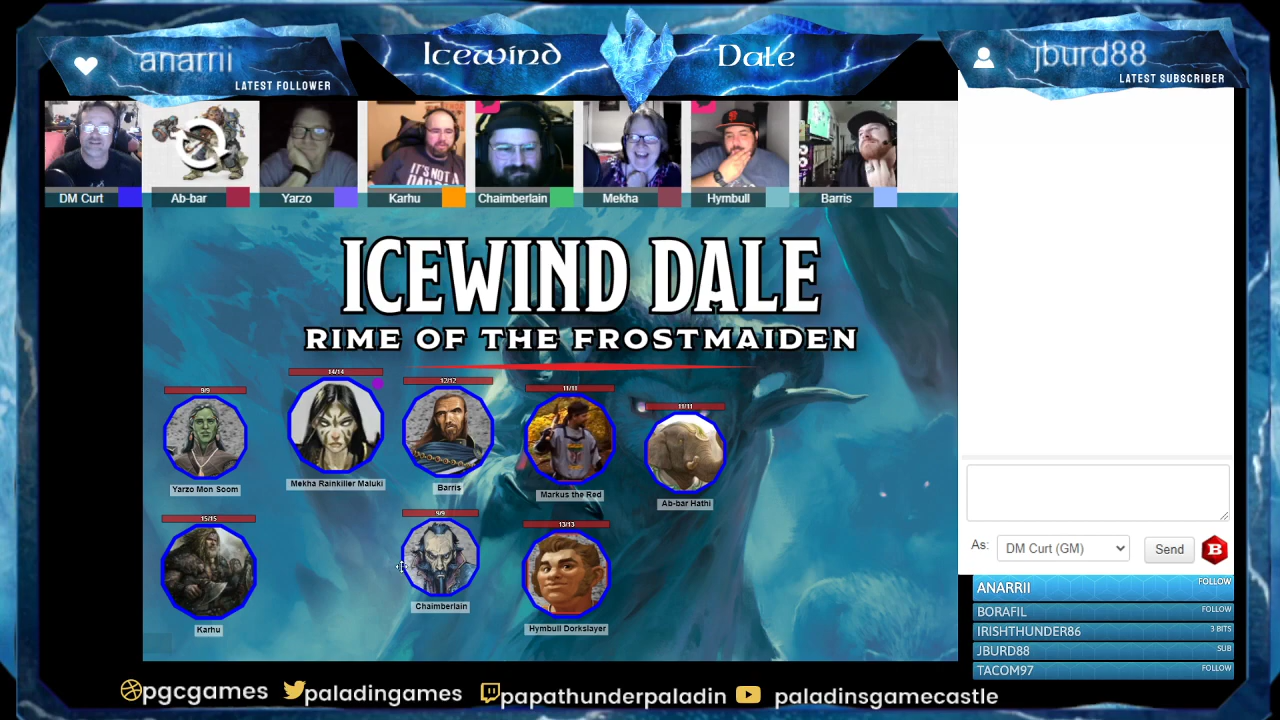 anarrii
LATEST FOLLOWER
Icewind Dale
jburd88
LATEST SUBSCRIBER
IT'S NOT A
DM Curt
Ab-bar
Yarzo
Karhu
Chaimberlain
Mekha
Hymbull
Barris
ICEWIND DALE
RIME OF THE FROSTMAIDEN
9/9
14/14
12/12
11/11
11/11
Yarzo Mon Soom
Mekha Rainkiller Maluki
Barris
Markus the Red
Ab-bar Hathi
15/15
9/9
13/13
Karhu
Chaimberlain
Hymbull Dorkslayer
As:
DM Curt (GM)
Send
B
ANARRII FOLLOW
BORAFIL FOLLOW
IRISHTHUNDER86 3 BITS
JBURD88 SUB
TACOM97 FOLLOW
pgcgames paladingames papathunderpaladin paladinsgamecastle